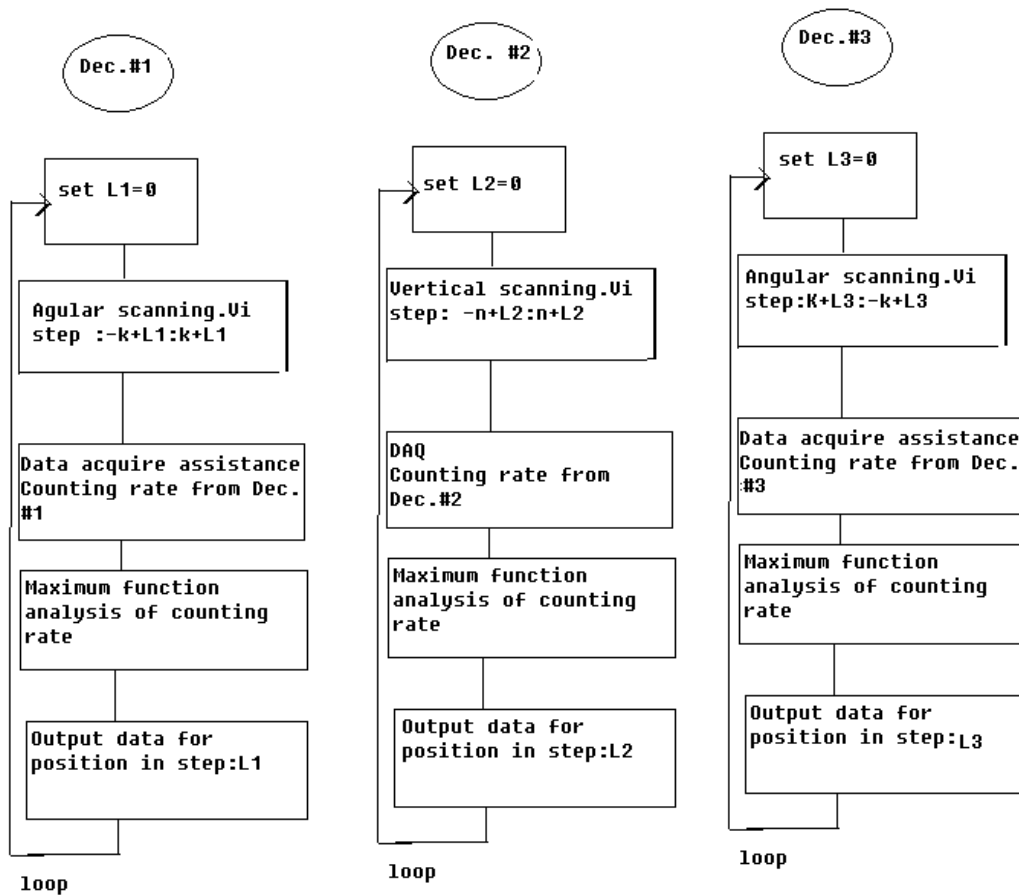 Dec.#1
set L1=0
Agular scanning.Vi
step :-k+L1:k+L1
Data acquire assistance
Counting rate from Dec.
#1
Maximum function
analysis of counting
rate
Output data for
position in step:L1
loop
Dec. #2
set L2=0
Vertical scanning.Vi
step: -n+L2:n+L2
DAQ
Counting rate from
Dec.#2
Maximum function
analysis of counting
rate
Output data for
position in step:L2
loop
Dec.#3
set L3=0
Angular scanning.Vi
step:K+L3:-k+L3
Data acquire assistance
Counting rate from Dec.
#3
Maximum function
analysis of counting
rate
Output data for
position in step:L3
loop